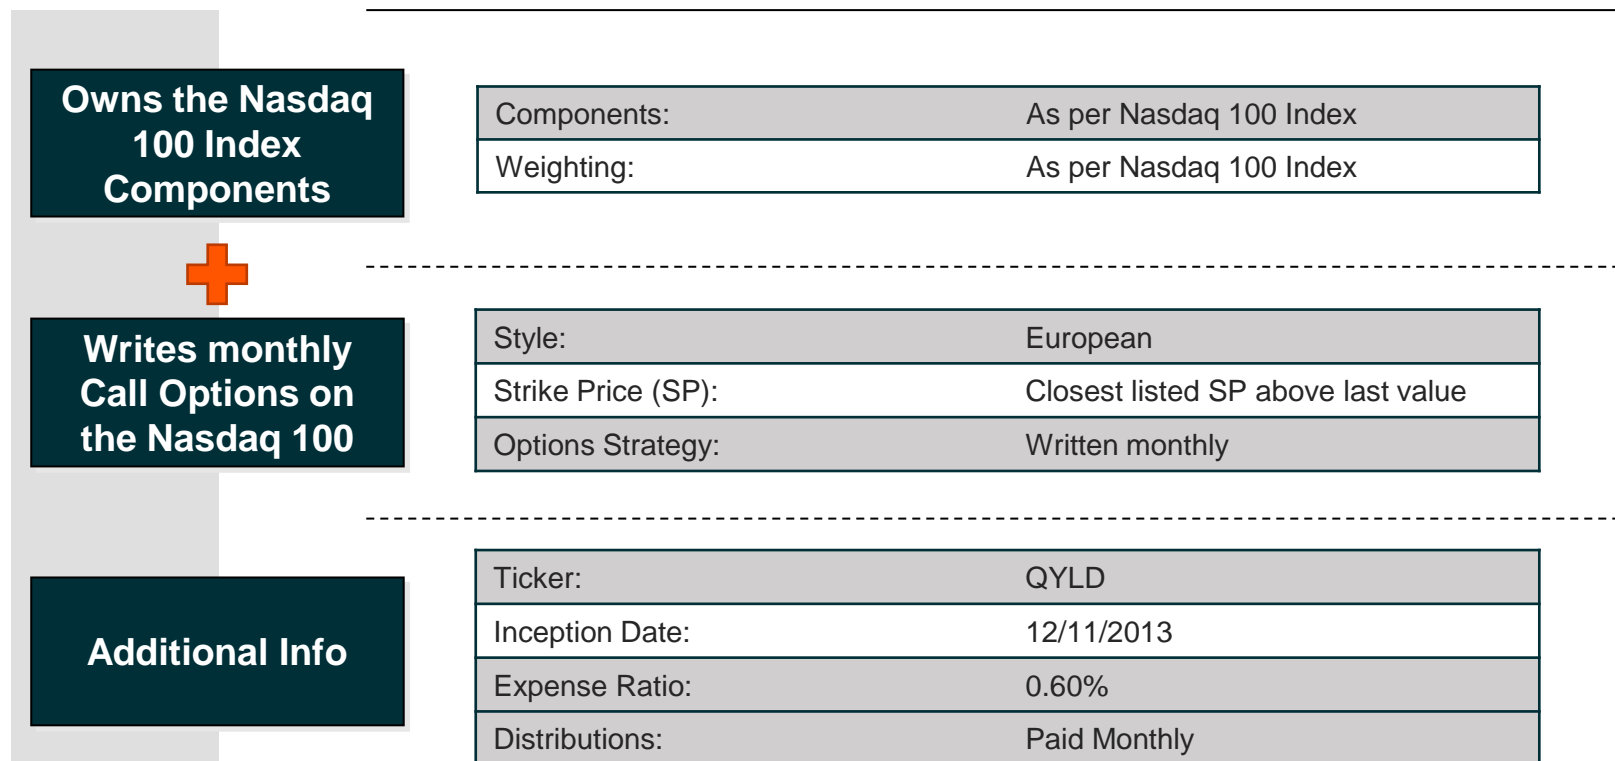 Owns the Nasdaq
100 Index
Components
Components: As per Nasdaq 100 Index
Weighting: As per Nasdaq 100 Index
Writes monthly
Call Options on
the Nasdaq 100
Style: European
Strike Price (SP): Closest listed SP above last value
Options Strategy: Written monthly
Additional Info
Ticker: QYLD
Inception Date: 12/11/2013
Expense Ratio: 0.60%
Distributions: Paid Monthly